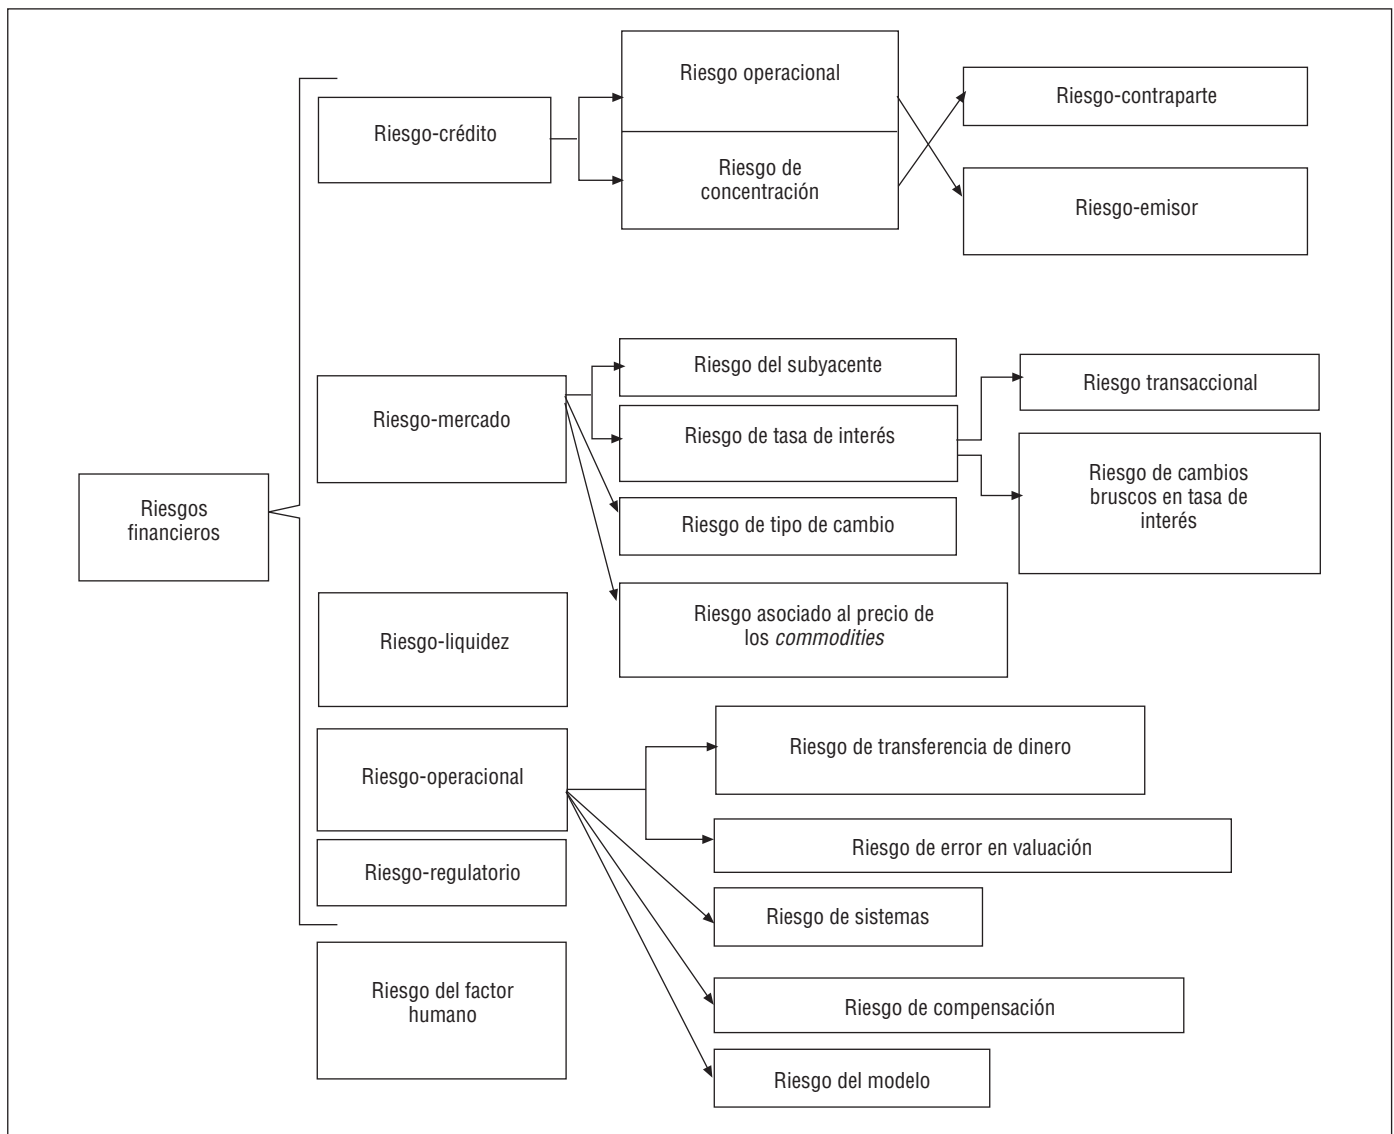 Riesgos
financieros
Riesgo-crédito
Riesgo operacional
Riesgo de
concentración
Riesgo-contraparte
Riesgo-emisor
Riesgo-mercado
Riesgo del subyacente
Riesgo de tasa de interés
Riesgo de tipo de cambio
Riesgo asociado al precio de
los commodities
Riesgo transaccional
Riesgo de cambios
bruscos en tasa de
interés
Riesgo-liquidez
Riesgo-operacional
Riesgo de transferencia de dinero
Riesgo de error en valuación
Riesgo de sistemas
Riesgo de compensación
Riesgo del modelo
Riesgo-regulatorio
Riesgo del factor
humano